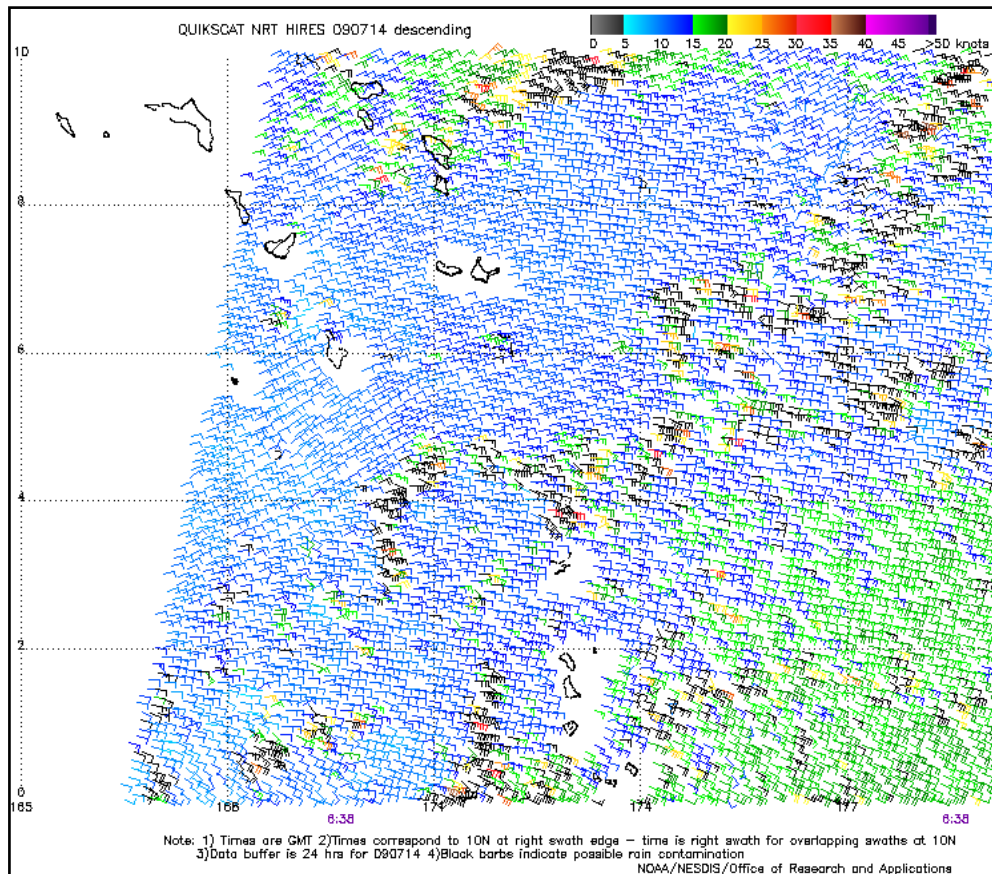 QUIKSCAT NRT HIRES 090714 descending
0 5 10 15 20 25 30 35 40 45 >50 knots
10
8
6
4
2
0
165 168 171 174 177
6:38 6:38
Note: 1) Times are GMT 2)Times correspond to 10N at right swath edge – time is right swath for overlapping swaths at 10N
3)Data buffer is 24 hrs for 090714 4)Black barbs indicate possible rain contamination
NOAA/NESDIS/Office of Research and Applications